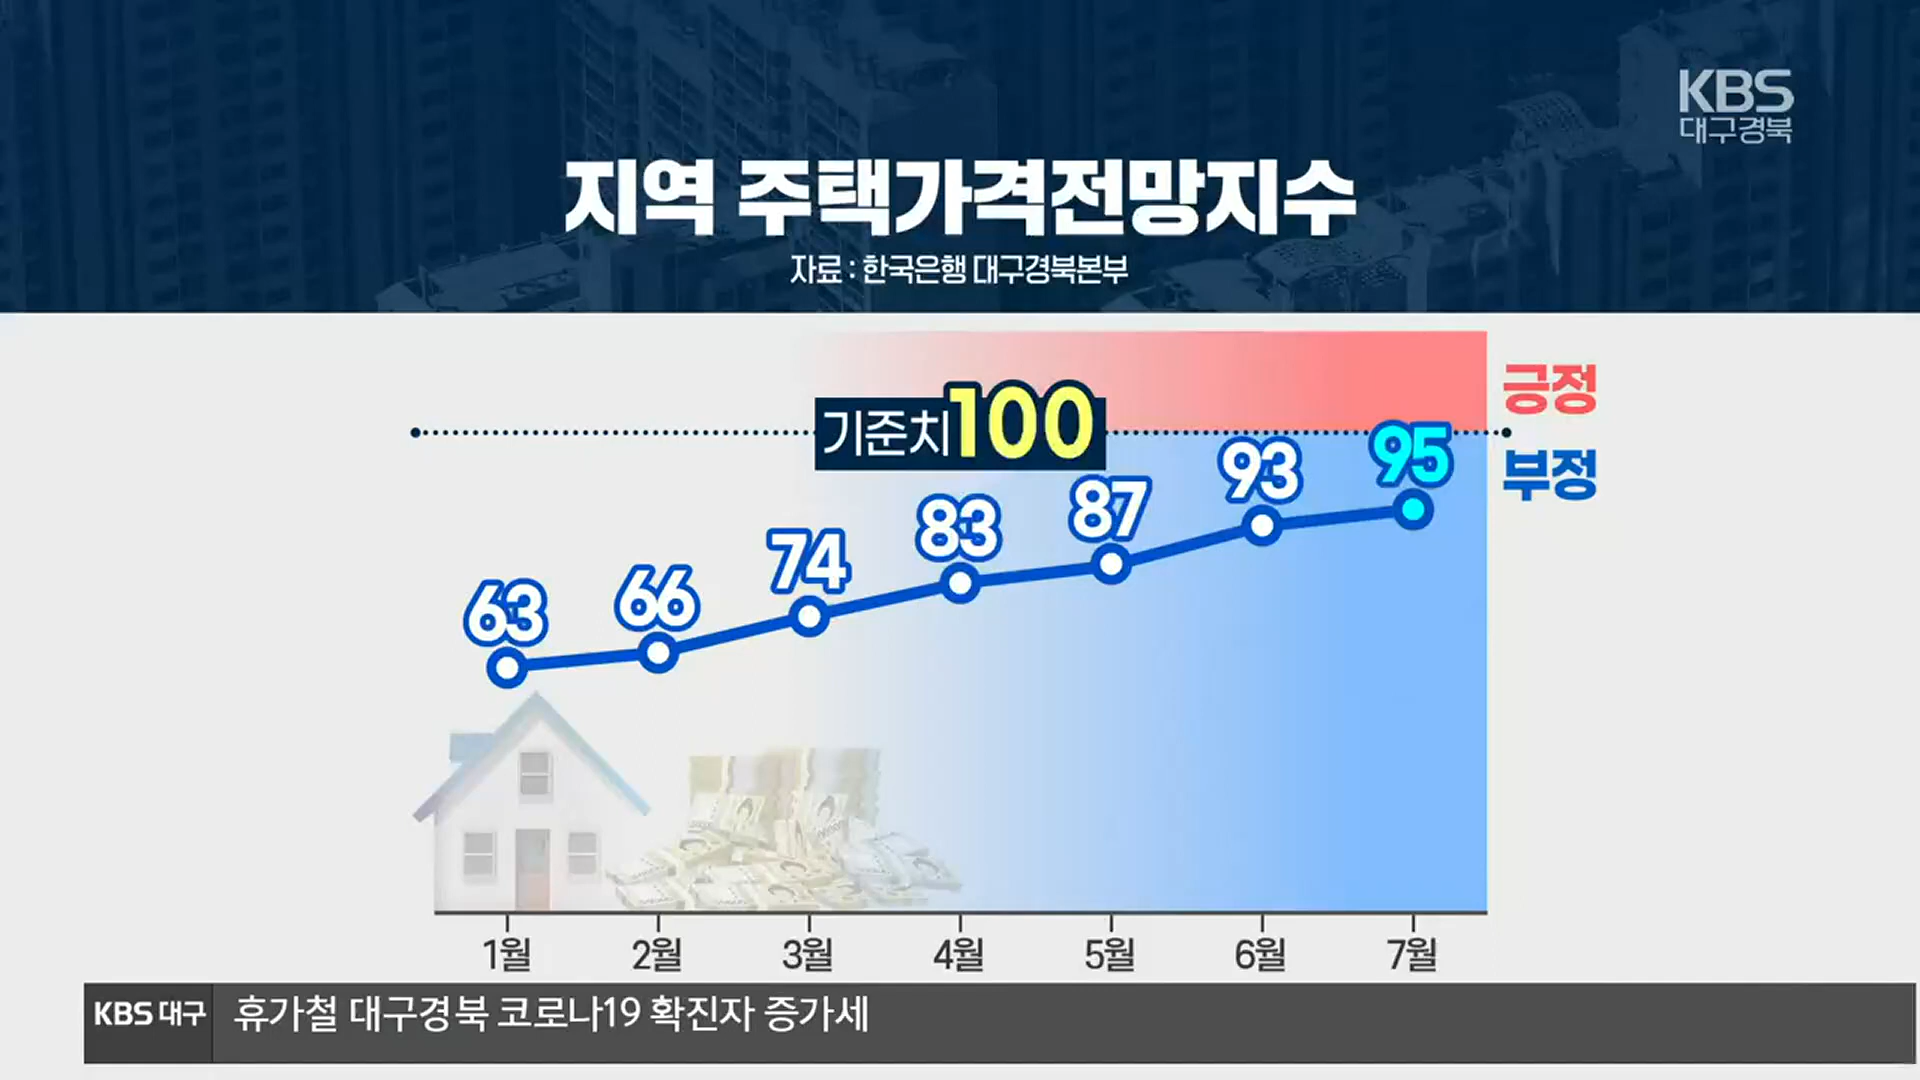 KBS
대구경북
지역 주택가격전망지수
자료 : 한국은행 대구경북본부
긍정
기준치100
부정
63
66
74
83
87
93
95
1월
2월
3월
4월
5월
6월
7월
KBS 대구
휴가철 대구경북 코로나19 확진자 증가세